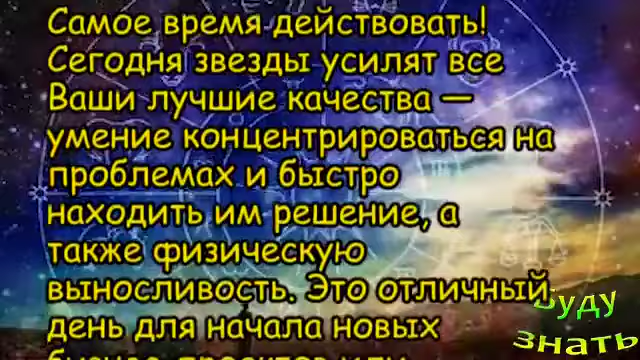 Самое время действовать!
Сегодня звезды усилят все
Ваши лучшие качества —
умение концентрироваться на
проблемах и быстро
находить им решение, а
также физическую
выносливость. Это отличный
день для начала новых
Буду
знать